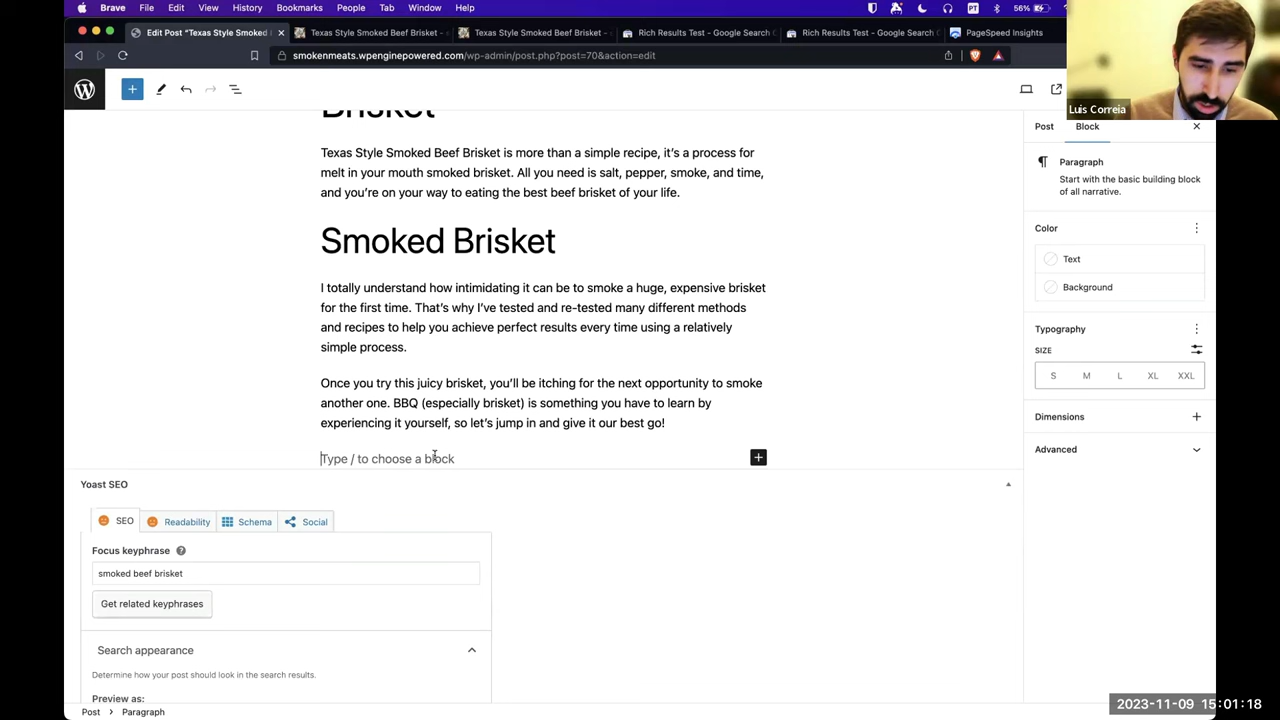 Brave File Edit View History Bookmarks People Tab Window Help
PT 56%
Edit Post “Texas Style Smoked
Texas Style Smoked Beef Brisket -
Texas Style Smoked Beef Brisket -
Rich Results Test - Google Search C
Rich Results Test - Google Search C
PageSpeed Insights
smokenmeats.wpenginepowered.com/wp-admin/post.php?post=70&action=edit
Luis Correia
Brisket
Texas Style Smoked Beef Brisket is more than a simple recipe, it’s a process for
melt in your mouth smoked brisket. All you need is salt, pepper, smoke, and time,
and you’re on your way to eating the best beef brisket of your life.
Smoked Brisket
I totally understand how intimidating it can be to smoke a huge, expensive brisket
for the first time. That’s why I’ve tested and re-tested many different methods
and recipes to help you achieve perfect results every time using a relatively
simple process.
Once you try this juicy brisket, you’ll be itching for the next opportunity to smoke
another one. BBQ (especially brisket) is something you have to learn by
experiencing it yourself, so let’s jump in and give it our best go!
Type / to choose a block
Post Block
Paragraph
Start with the basic building block
of all narrative.
Color
Text
Background
Typography
SIZE
S M L XL XXL
Dimensions
Advanced
Yoast SEO
SEO Readability Schema Social
Focus keyphrase
smoked beef brisket
Get related keyphrases
Search appearance
Determine how your post should look in the search results.
Preview as:
Post › Paragraph
2023-11-09 15:01:18